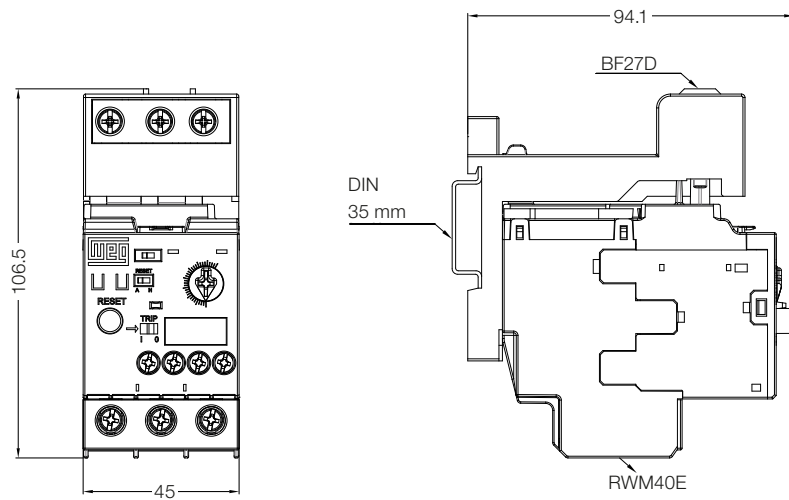 94.1
BF27D
DIN
35 mm
106.5
WEG
RESET
A H
RESET
TRIP
I O
45
RWM40E